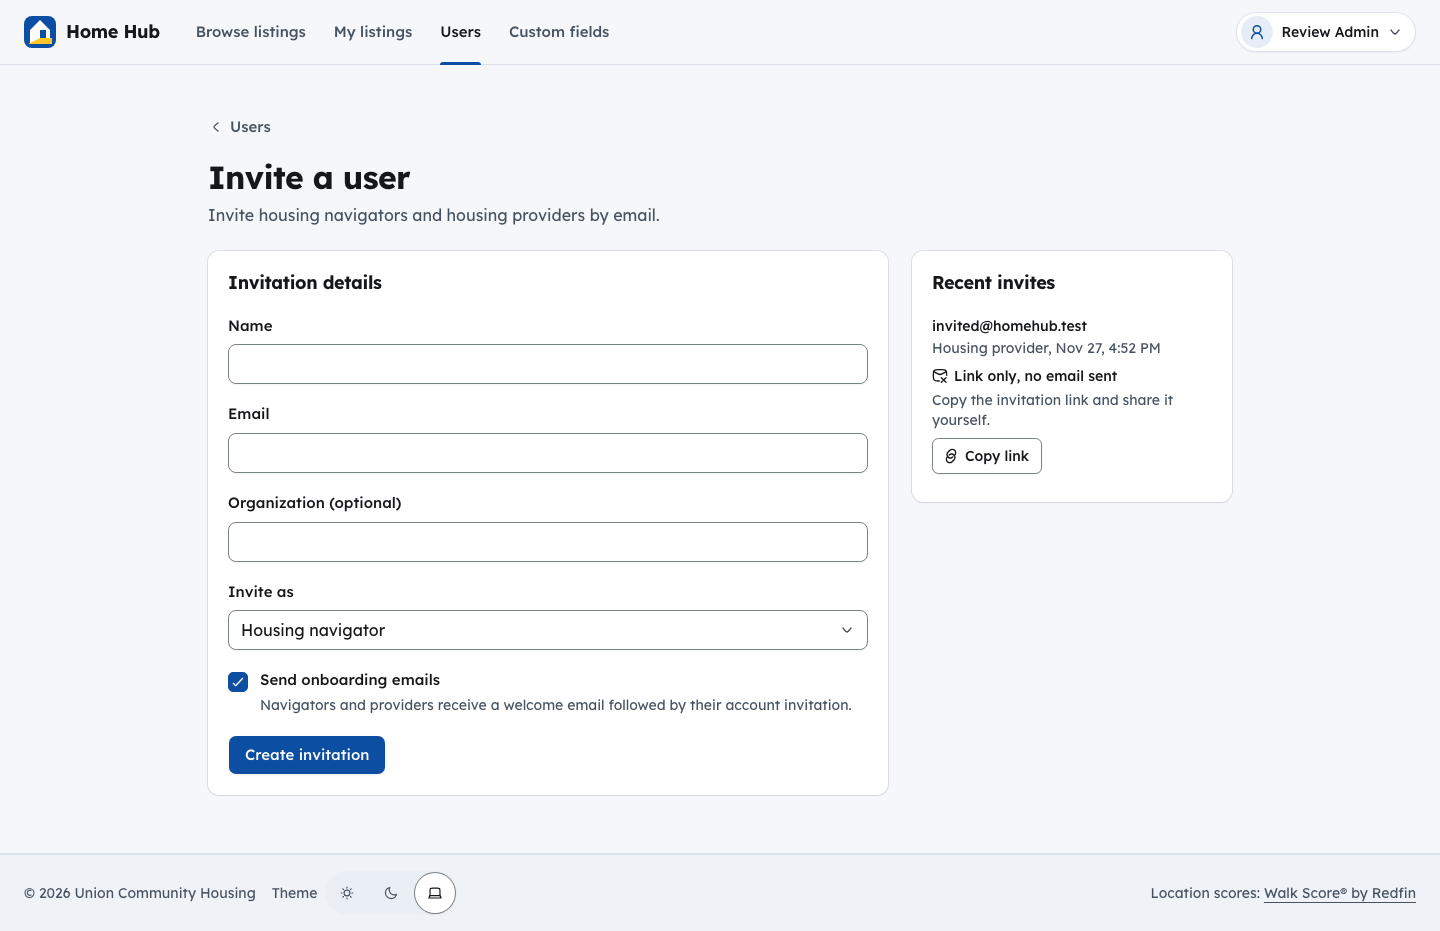 Home Hub
Browse listings
My listings
Users
Custom fields
Review Admin
Users
Invite a user
Invite housing navigators and housing providers by email.
Invitation details
Name
Email
Organization (optional)
Invite as
Housing navigator
Send onboarding emails
Navigators and providers receive a welcome email followed by their account invitation.
Create invitation
Recent invites
invited@homehub.test
Housing provider, Nov 27, 4:52 PM
Link only, no email sent
Copy the invitation link and share it
yourself.
Copy link
© 2026 Union Community Housing
Theme
Location scores: Walk Score® by Redfin